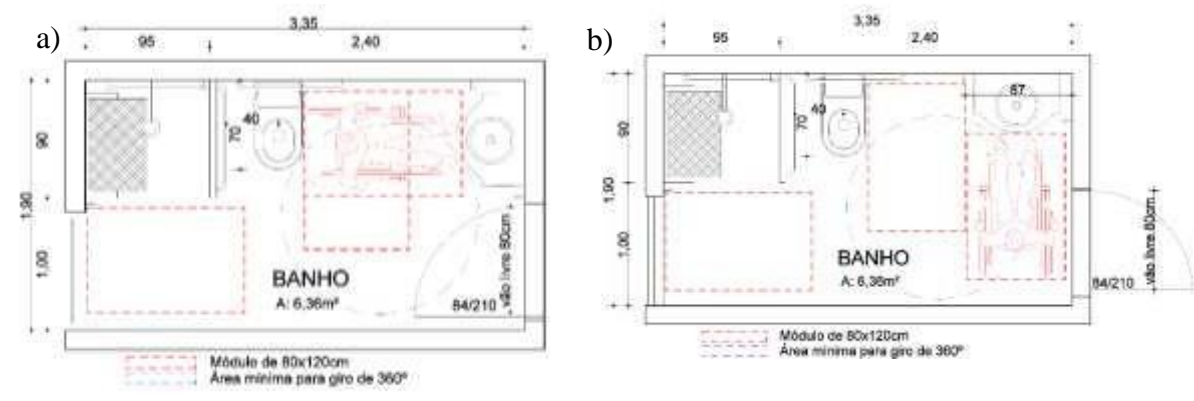 a)
3,35
95
2,40
90
1,90
1,00
40
70
BANHO
A: 6,36m²
vão livre 80cm
84/210
Módulo de 80x120cm
Área mínima para giro de 360º
b)
3,35
95
2,40
87
90
1,90
1,00
40
70
BANHO
A: 6,36m²
vão livre 80cm
84/210
Módulo de 80x120cm
Área mínima para giro de 360º